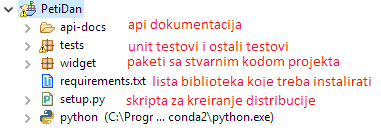 PetiDan
api-docs api dokumentacija
tests unit testovi i ostali testovi
widget paketi sa stvarnim kodom projekta
requirements.txt lista biblioteka koje treba instalirati
setup.py skripta za kreiranje distribucije
python (C:\Progr ... conda2\python.exe)